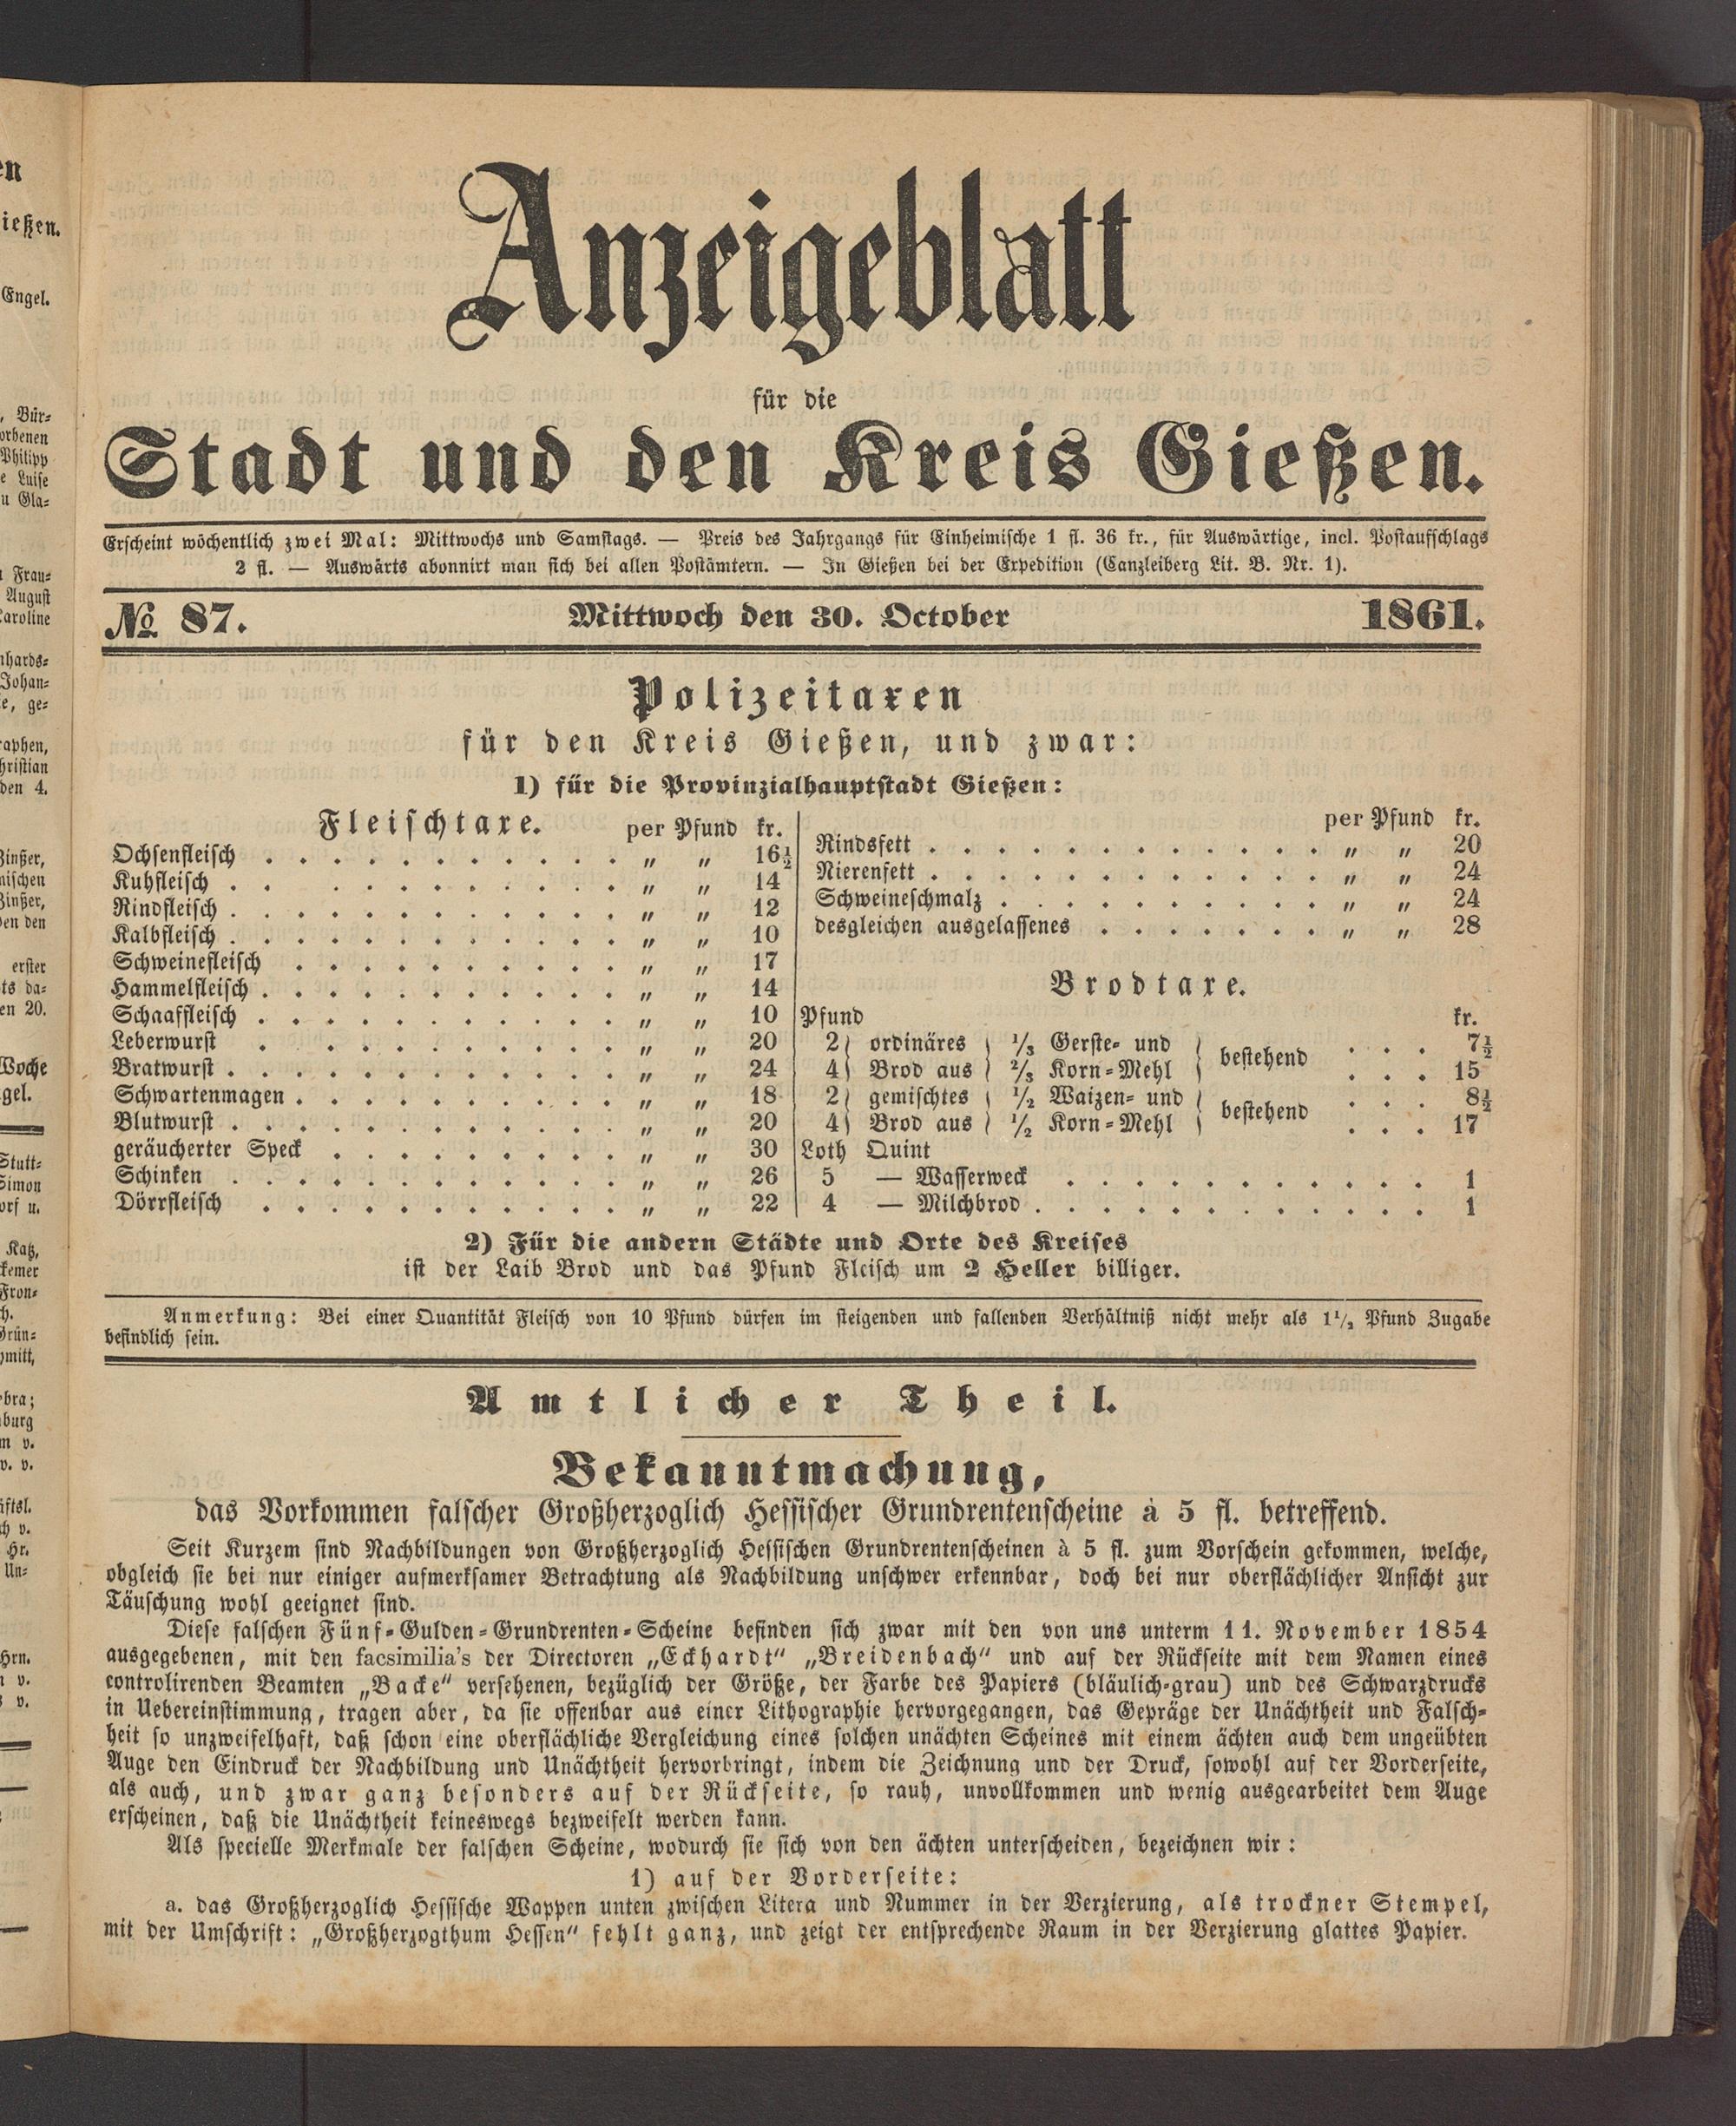 Anzeigeblatt
für die
Stadt und den Kreis Gießen.
Erscheint wöchentlich zwei Mal: Mittwochs und Samstags. — Preis des Jahrgangs für Einheimische 1 fl. 36 kr., für Auswärtige, incl. Postaufschlags
2 fl. — Auswärts abonnirt man sich bei allen Postämtern. — In Gießen bei der Expedition (Canzleiberg Lit. B. Nr. 1).
№ 87. Mittwoch den 30. October 1861.
Polizeitaxen
für den Kreis Gießen, und zwar:
1) für die Provinzialhauptstadt Gießen:
Fleischtaxe. per Pfund kr.
Ochsenfleisch . . . . . . . . . . . „ „ 16½
Kuhfleisch . . . . . . . . . . . „ „ 14
Rindfleisch . . . . . . . . . . . „ „ 12
Kalbfleisch . . . . . . . . . . . „ „ 10
Schweinefleisch . . . . . . . . . . „ „ 17
Hammelfleisch . . . . . . . . . . . „ „ 14
Schaaffleisch . . . . . . . . . . . „ „ 10
Leberwurst . . . . . . . . . . . „ „ 20
Bratwurst . . . . . . . . . . . . „ „ 24
Schwartenmagen . . . . . . . . . . „ „ 18
Blutwurst . . . . . . . . . . . . „ „ 20
geräucherter Speck . . . . . . . . . „ „ 30
Schinken . . . . . . . . . . . . „ „ 26
Dörrfleisch . . . . . . . . . . . „ „ 22
per Pfund kr.
Rindsfett . . . . . . . . . . . . „ „ 20
Nierenfett . . . . . . . . . . . . „ „ 24
Schweineschmalz . . . . . . . . . . „ „ 24
desgleichen ausgelassenes . . . . . . . „ „ 28
Brodtaxe.
Pfund kr.
2) ordinäres ) ⅓ Gerste- und ) bestehend . . . 7½
4) Brod aus ) ⅔ Korn-Mehl ) . . . 15
2) gemischtes ) ½ Waizen- und ) bestehend . . . 8½
4) Brod aus ) ½ Korn-Mehl ) . . . 17
Loth Quint
5 — Wasserweck . . . . . . . . . . . 1
4 — Milchbrod . . . . . . . . . . . . 1
2) Für die andern Städte und Orte des Kreises
ist der Laib Brod und das Pfund Fleisch um 2 Heller billiger.
Anmerkung: Bei einer Quantität Fleisch von 10 Pfund dürfen im steigenden und fallenden Verhältniß nicht mehr als 1½ Pfund Zugabe
befindlich sein.
Amtlicher Theil.
Bekanntmachung,
das Vorkommen falscher Großherzoglich Hessischer Grundrentenscheine à 5 fl. betreffend.
Seit Kurzem sind Nachbildungen von Großherzoglich Hessischen Grundrentenscheinen à 5 fl. zum Vorschein gekommen, welche,
obgleich sie bei nur einiger aufmerksamer Betrachtung als Nachbildung unschwer erkennbar, doch bei nur oberflächlicher Ansicht zur
Täuschung wohl geeignet sind.
Diese falschen Fünf-Gulden-Grundrenten-Scheine befinden sich zwar mit den von uns unterm 11. November 1854
ausgegebenen, mit den facsimilia's der Directoren „Eckhardt“ „Breidenbach“ und auf der Rückseite mit dem Namen eines
controlirenden Beamten „Backe“ versehenen, bezüglich der Größe, der Farbe des Papiers (bläulich-grau) und des Schwarzdrucks
in Uebereinstimmung, tragen aber, da sie offenbar aus einer Lithographie hervorgegangen, das Gepräge der Unächtheit und Falsch-
heit so unzweifelhaft, daß schon eine oberflächliche Vergleichung eines solchen unächten Scheines mit einem ächten auch dem ungeübten
Auge den Eindruck der Nachbildung und Unächtheit hervorbringt, indem die Zeichnung und der Druck, sowohl auf der Vorderseite,
als auch, und zwar ganz besonders auf der Rückseite, so rauh, unvollkommen und wenig ausgearbeitet dem Auge
erscheinen, daß die Unächtheit keineswegs bezweifelt werden kann.
Als specielle Merkmale der falschen Scheine, wodurch sie sich von den ächten unterscheiden, bezeichnen wir:
1) auf der Vorderseite:
a. das Großherzoglich Hessische Wappen unten zwischen Litera und Nummer in der Verzierung, als trockner Stempel,
mit der Umschrift: „Großherzogthum Hessen“ fehlt ganz, und zeigt der entsprechende Raum in der Verzierung glattes Papier.